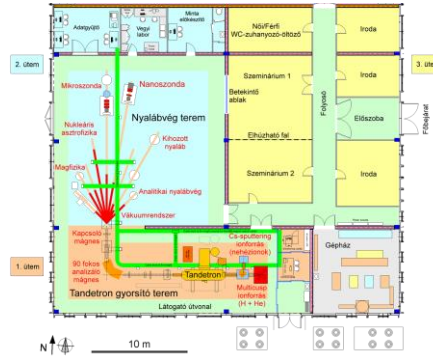 Adatgyűjtő
Vegyi
labor
Minta
előkészítő
Női/Férfi
WC-zuhanyozó-öltöző
Iroda
2. ütem
3. ütem
Mikroszonda
Nanoszonda
Szeminárium 1
Iroda
Betekintő
ablak
Folyosó
Nyalábvég terem
Nukleáris
asztrofizika
Kihozott
nyaláb
Előszoba
Főbejárat
Elhúzható fal
Magfizika
Analitikai nyalábvég
Szeminárium 2
Iroda
Vákuumrendszer
Kapcsoló
mágnes
Cs-sputtering
ionforrás
(nehézionok)
Gépház
1. ütem
90 fokos
analizáló
mágnes
Tandetron
Multicusp
ionforrás
(H + He)
Tandetron gyorsító terem
Látogató útvonal
N
10 m